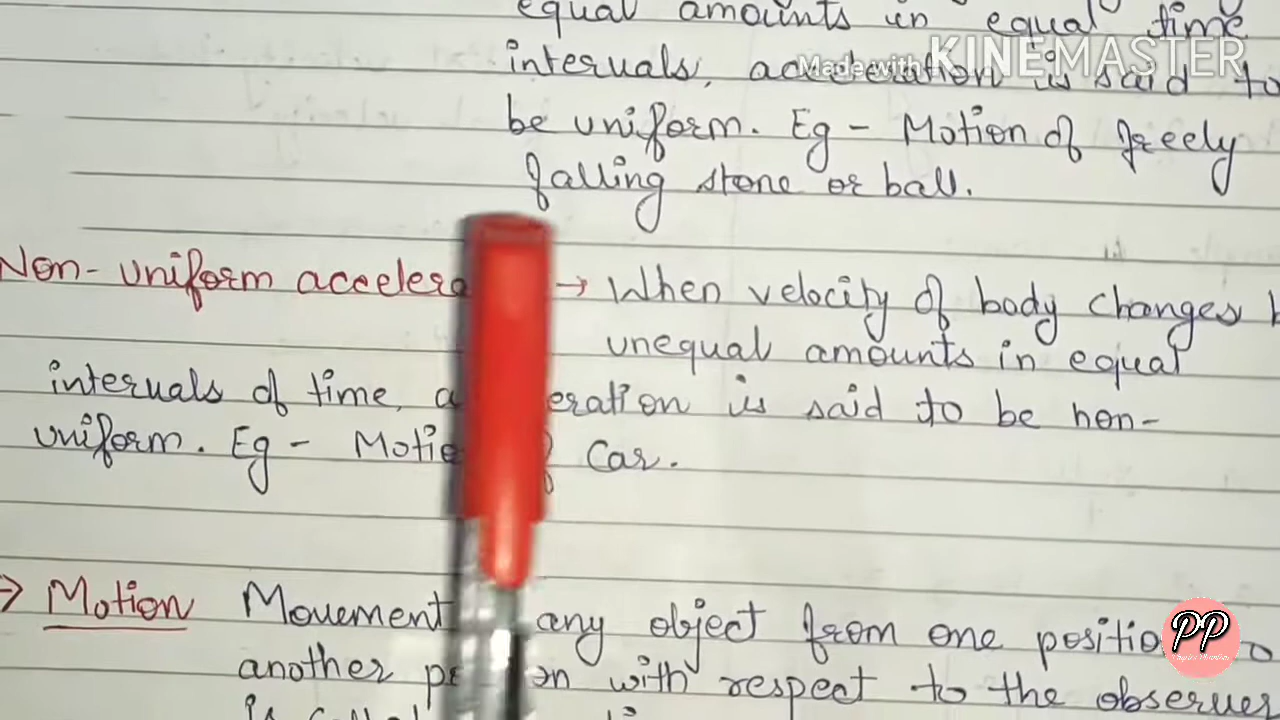 equal amounts in equal time
intervals, acceleration is said to
Made with KINEMASTER
be uniform. Eg - Motion of freely
falling stone or ball.
Non-uniform accelera → When velocity of body changes
unequal amounts in equal
intervals of time, a eration is said to be non-
uniform. Eg - Motio Car.
→ Motion Movement any object from one positio
another with respect to the observer
is
PP